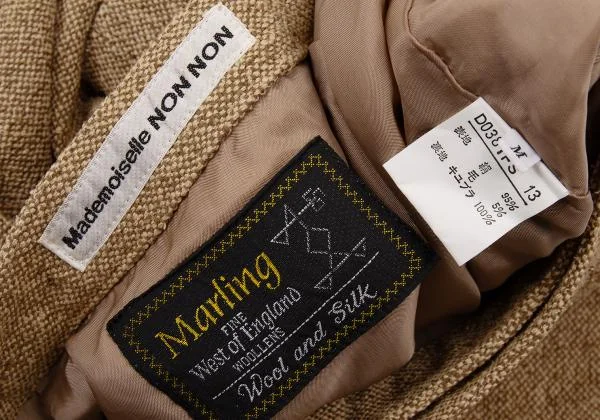 Mademoiselle NON NON
Marling
FINE
West of England
WOOLLENS
Wool and Silk
M
13
表地 絹 95%
毛 5%
裏地 キュプラ 100%